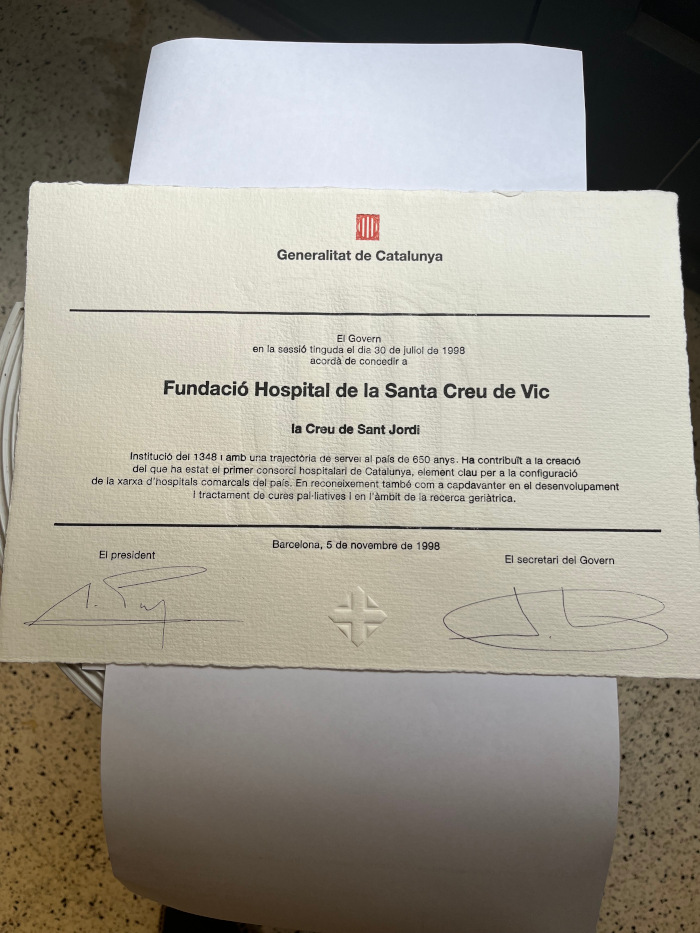 Generalitat de Catalunya
El Govern
en la sessió tinguda el dia 30 de juliol de 1998
acordà de concedir a
Fundació Hospital de la Santa Creu de Vic
la Creu de Sant Jordi
Institució del 1348 i amb una trajectòria de servei al país de 650 anys. Ha contribuït a la creació
del que ha estat el primer consorci hospitalari de Catalunya, element clau per a la configuració
de la xarxa d'hospitals comarcals del país. En reconeixement també com a capdavanter en el desenvolupament
i tractament de cures pal·liatives i en l'àmbit de la recerca geriàtrica.
Barcelona, 5 de novembre de 1998
El president
El secretari del Govern